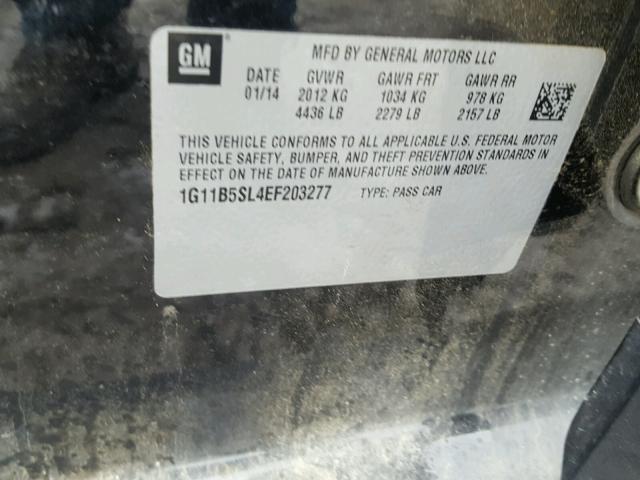 GM
MFD BY GENERAL MOTORS LLC
DATE GVWR GAWR FRT GAWR RR
01/14 2012 KG 1034 KG 978 KG
4436 LB 2279 LB 2157 LB
THIS VEHICLE CONFORMS TO ALL APPLICABLE U.S. FEDERAL MOTOR
VEHICLE SAFETY, BUMPER, AND THEFT PREVENTION STANDARDS IN
EFFECT ON THE DATE OF MANUFACTURE SHOWN ABOVE.
1G11B5SL4EF203277 TYPE: PASS CAR